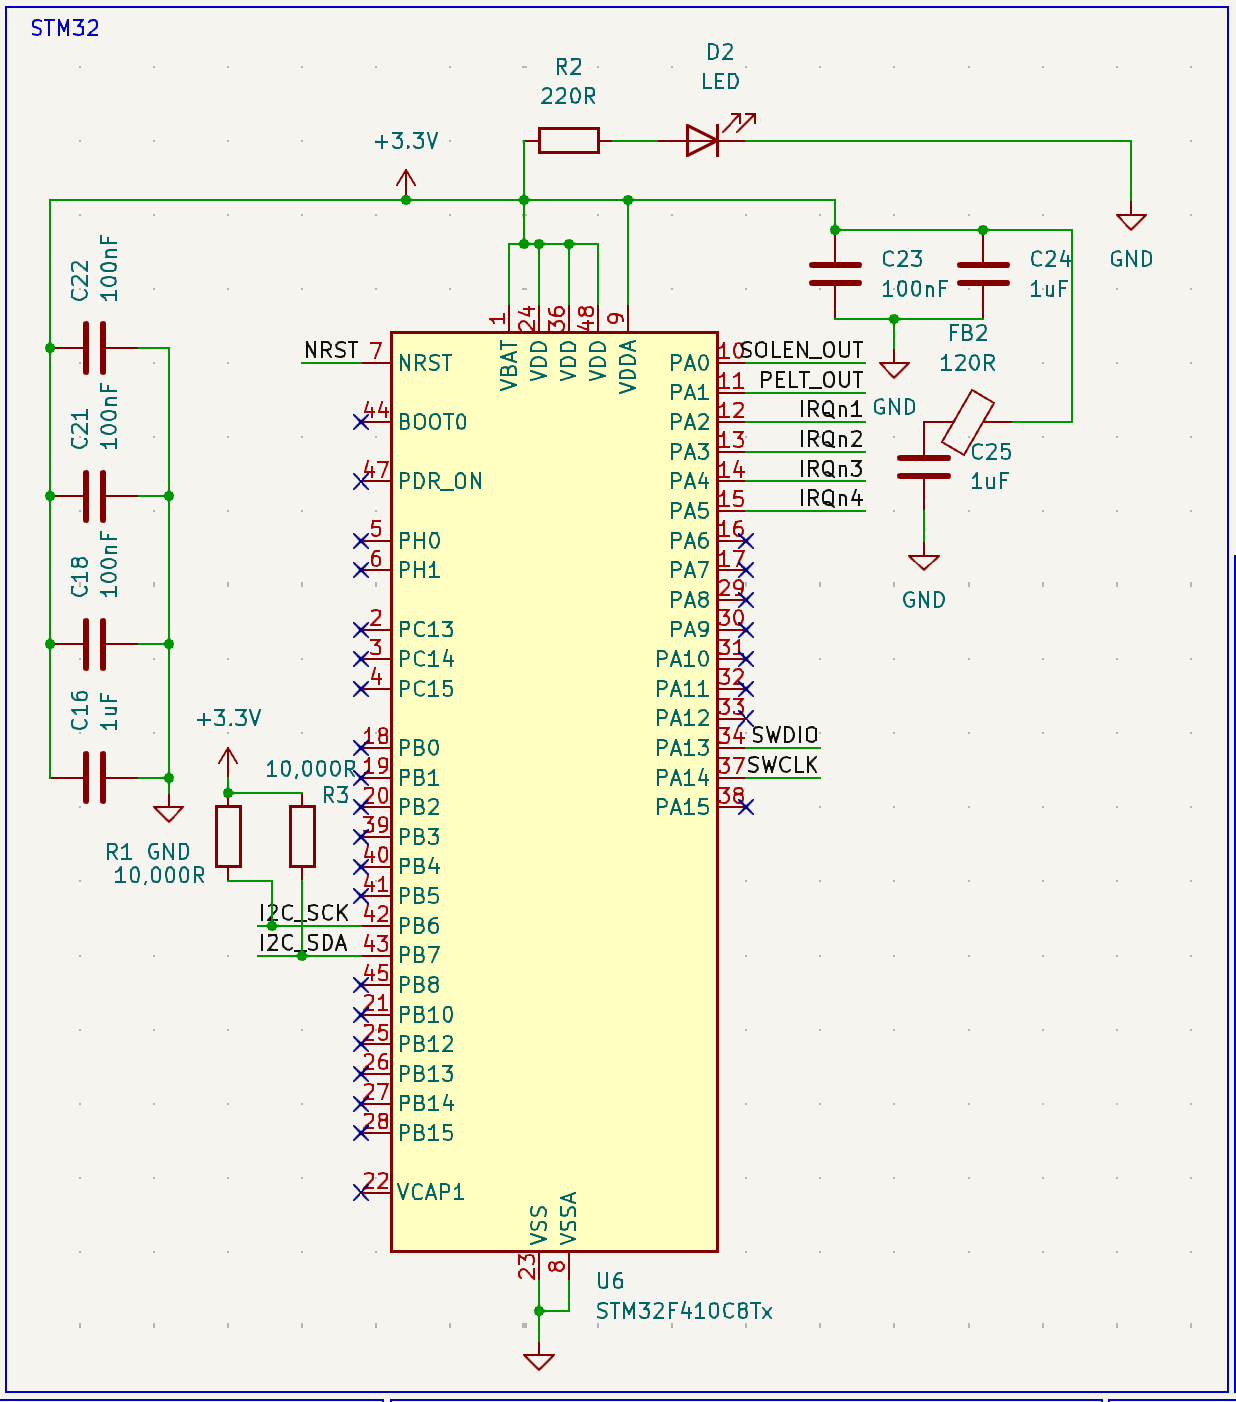 STM32
D2
LED
R2
220R
+3.3V
GND
C22
100nF
C21
100nF
C18
100nF
C16
1uF
GND
C23
100nF
C24
1uF
GND
FB2
120R
C25
1uF
GND
+3.3V
10,000R
R3
R1
10,000R
1 VBAT
24 VDD
36 VDD
48 VDD
9 VDDA
NRST 7 NRST
44 BOOT0
47 PDR_ON
5 PH0
6 PH1
2 PC13
3 PC14
4 PC15
18 PB0
19 PB1
20 PB2
39 PB3
40 PB4
41 PB5
I2C_SCK 42 PB6
I2C_SDA 43 PB7
45 PB8
21 PB10
25 PB12
26 PB13
27 PB14
28 PB15
22 VCAP1
PA0 10 SOLEN_OUT
PA1 11 PELT_OUT
PA2 12 IRQn1
PA3 13 IRQn2
PA4 14 IRQn3
PA5 15 IRQn4
PA6 16
PA7 17
PA8 29
PA9 30
PA10 31
PA11 32
PA12 33
PA13 34 SWDIO
PA14 37 SWCLK
PA15 38
VSS 23
VSSA 8
U6
STM32F410C8Tx